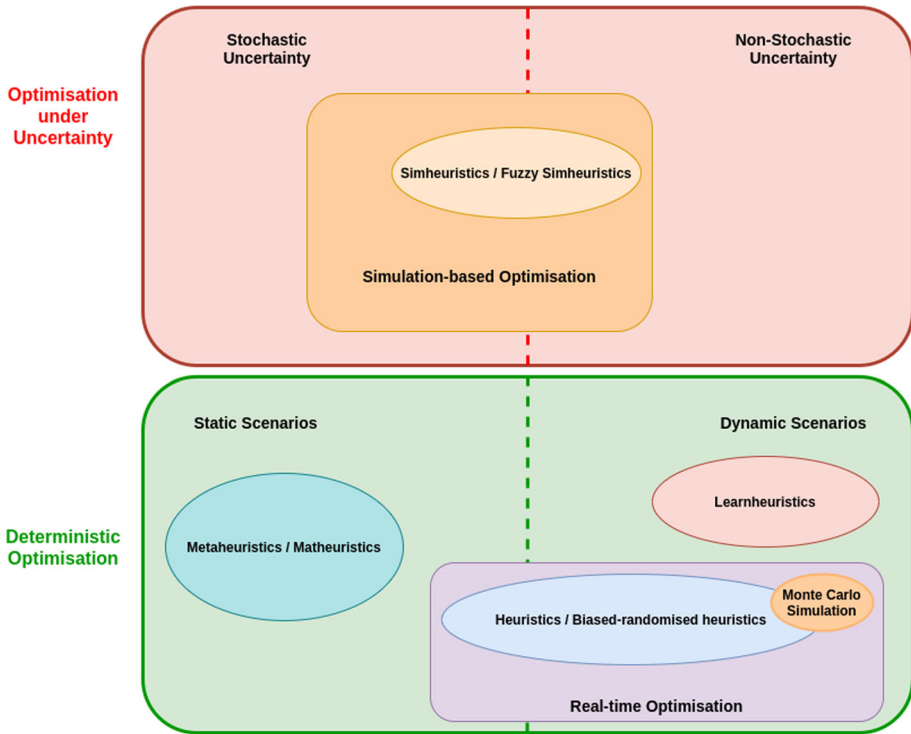 Stochastic
Uncertainty
Non-Stochastic
Uncertainty
Optimisation
under
Uncertainty
Simheuristics / Fuzzy Simheuristics
Simulation-based Optimisation
Static Scenarios
Dynamic Scenarios
Learnheuristics
Deterministic
Optimisation
Metaheuristics / Matheuristics
Monte Carlo
Simulation
Heuristics / Biased-randomised heuristics
Real-time Optimisation